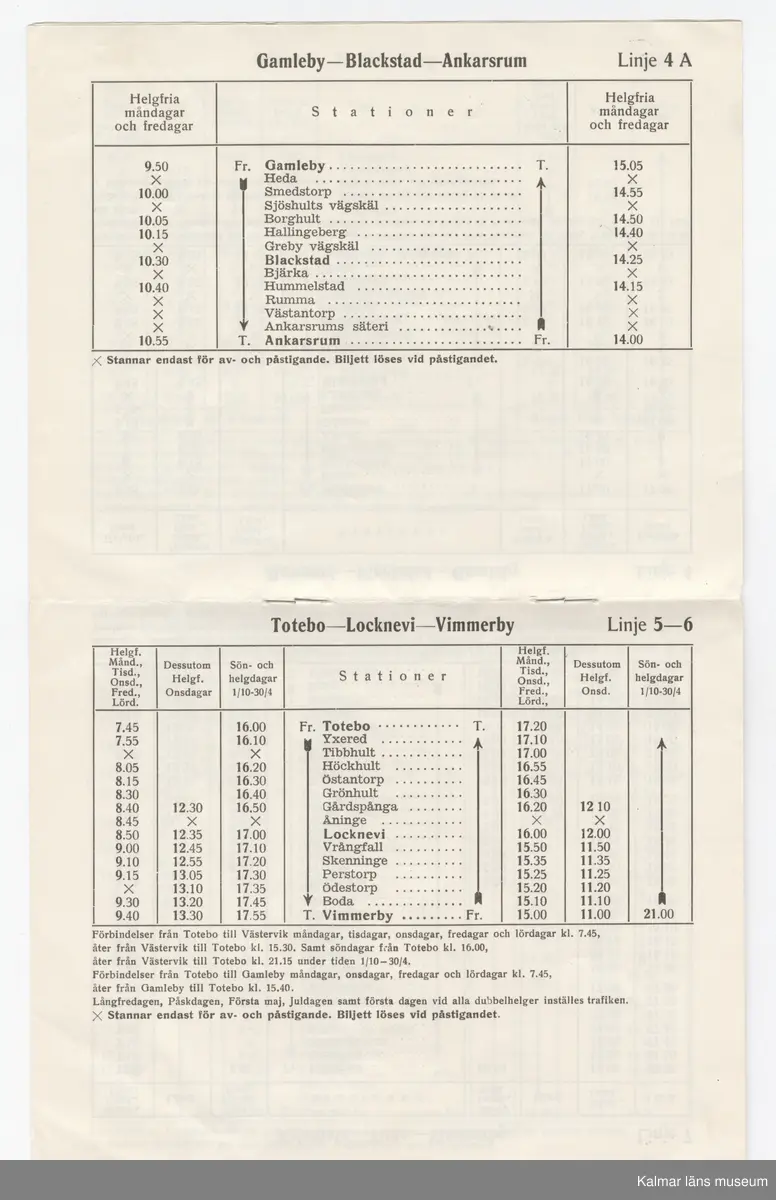 Gamleby—Blackstad—Ankarsrum Linje 4 A
Helgfria måndagar och fredagar Stationer Helgfria måndagar och fredagar
9.50 Fr. Gamleby T. 15.05
X Heda X
10.00 Smedstorp 14.55
X Sjöshults vägskäl X
10.05 Borghult 14.50
10.15 Hallingeberg 14.40
X Greby vägskäl X
10.30 Blackstad 14.25
X Bjärka X
10.40 Hummelstad 14.15
X Rumma X
X Västantorp X
X Ankarsrums säteri X
10.55 T. Ankarsrum Fr. 14.00
X Stannar endast för av- och påstigande. Biljett löses vid påstigandet.
Totebo—Locknevi—Vimmerby Linje 5—6
Helgf. Månd., Tisd., Onsd., Fred., Lörd. Dessutom Helgf. Onsdagar Sön- och helgdagar 1/10-30/4 Stationer Helgf. Månd., Tisd., Onsd., Fred., Lörd., Dessutom Helgf. Onsd. Sön- och helgdagar 1/10-30/4
7.45 16.00 Fr. Totebo T. 17.20
7.55 16.10 Yxered 17.10
X X Tibbhult 17.00
8.05 16.20 Höckhult 16.55
8.15 16.30 Östantorp 16.45
8.30 16.40 Grönhult 16.30
8.40 12.30 16.50 Gårdspånga 16.20 12 10
8.45 X X Åninge X X
8.50 12.35 17.00 Locknevi 16.00 12.00
9.00 12.45 17.10 Vrångfall 15.50 11.50
9.10 12.55 17.20 Skenninge 15.35 11.35
9.15 13.05 17.30 Perstorp 15.25 11.25
X 13.10 17.35 Ödestorp 15.20 11.20
9.30 13.20 17.45 Boda 15.10 11.10
9.40 13.30 17.55 T. Vimmerby Fr. 15.00 11.00 21.00
Förbindelser från Totebo till Västervik måndagar, tisdagar, onsdagar, fredagar och lördagar kl. 7.45,
åter från Västervik till Totebo kl. 15.30. Samt söndagar från Totebo kl. 16.00,
åter från Västervik till Totebo kl. 21.15 under tiden 1/10—30/4.
Förbindelser från Totebo till Gamleby måndagar, onsdagar, fredagar och lördagar kl. 7.45,
åter från Gamleby till Totebo kl. 15.40.
Långfredagen, Påskdagen, Första maj, Juldagen samt första dagen vid alla dubbelhelger inställes trafiken.
X Stannar endast för av- och påstigande. Biljett löses vid påstigandet.
Kalmar läns museum